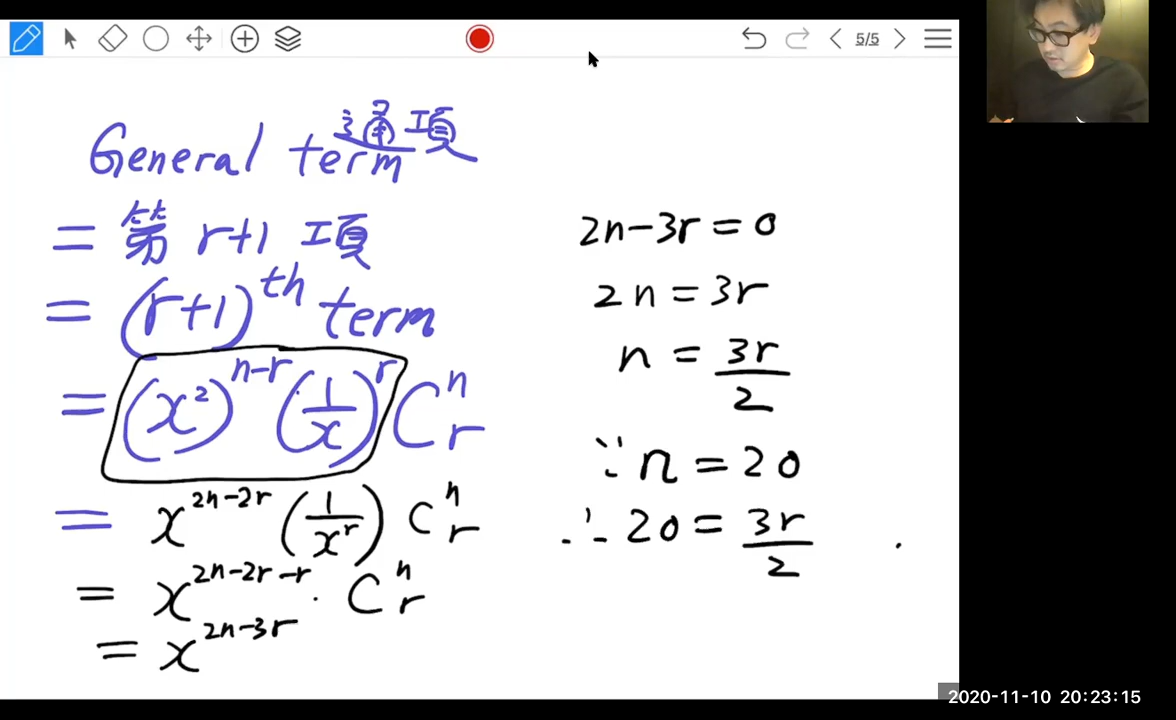 5/5
General term 通項
= 第 r+1 項
= (r+1)^th term
= (x²)^n-r (1/x)^r C^n_r
= x^2n-2r (1/x^r) C^n_r
= x^2n-2r-r · C^n_r
= x^2n-3r
2n-3r = 0
2n = 3r
n = 3r/2
∵ n = 20
∴ 20 = 3r/2
2020-11-10 20:23:15